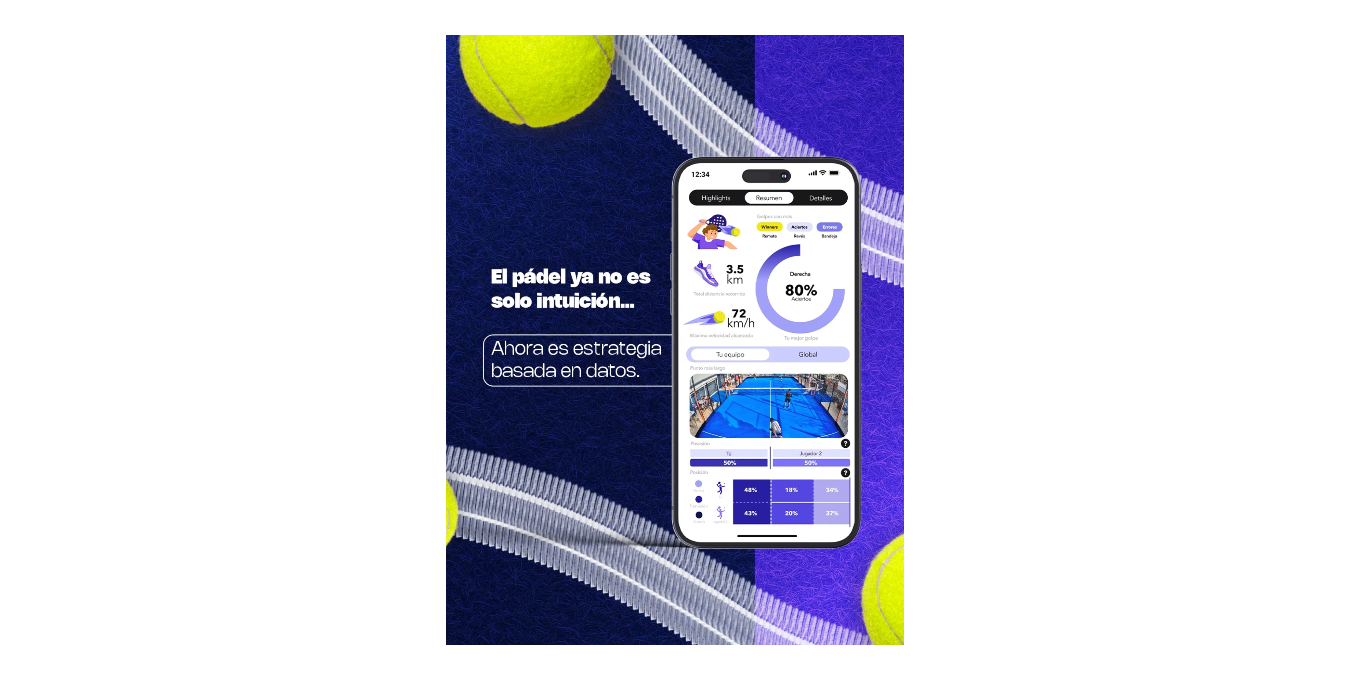 El pádel ya no es
solo intuición...
Ahora es estrategia
basada en datos.
12:34
Highlights
Resumen
Detalles
Golpes con más
Winners
Aciertos
Errores
Remate
Revés
Bandeja
3.5
km
Total distancia recorrida
Derecha
80%
Aciertos
72
km/h
Máxima velocidad alcanzada
Tu mejor golpe
Tu equipo
Global
Punto más largo
?
Tú
Jugador 2
50%
50%
Posición
?
48%
18%
34%
43%
20%
37%